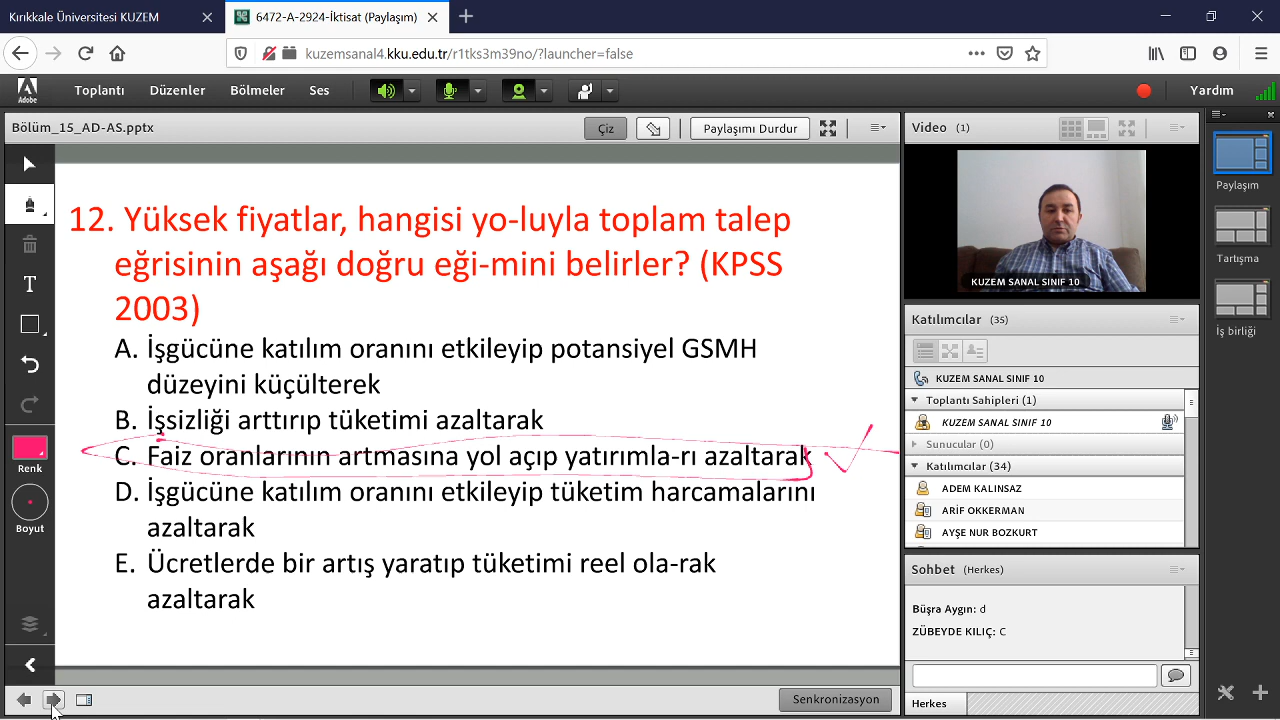 Kırıkkale Üniversitesi KUZEM
6472-A-2924-İktisat (Paylaşım)
kuzemsanal4.kku.edu.tr/r1tks3m39no/?launcher=false
Adobe
Toplantı
Düzenler
Bölmeler
Ses
Yardım
Bölüm_15_AD-AS.pptx
Çiz
Paylaşımı Durdur
12. Yüksek fiyatlar, hangisi yo-luyla toplam talep
eğrisinin aşağı doğru eği-mini belirler? (KPSS
2003)
A. İşgücüne katılım oranını etkileyip potansiyel GSMH
düzeyini küçülterek
B. İşsizliği arttırıp tüketimi azaltarak
C. Faiz oranlarının artmasına yol açıp yatırımla-rı azaltarak
D. İşgücüne katılım oranını etkileyip tüketim harcamalarını
azaltarak
E. Ücretlerde bir artış yaratıp tüketimi reel ola-rak
azaltarak
T
Renk
Boyut
Senkronizasyon
Video (1)
KUZEM SANAL SINIF 10
Katılımcılar (35)
KUZEM SANAL SINIF 10
Toplantı Sahipleri (1)
KUZEM SANAL SINIF 10
Sunucular (0)
Katılımcılar (34)
ADEM KALINSAZ
ARİF OKKERMAN
AYŞE NUR BOZKURT
Sohbet (Herkes)
Büşra Aygın: d
ZÜBEYDE KILIÇ: C
Herkes
Paylaşım
Tartışma
İş birliği